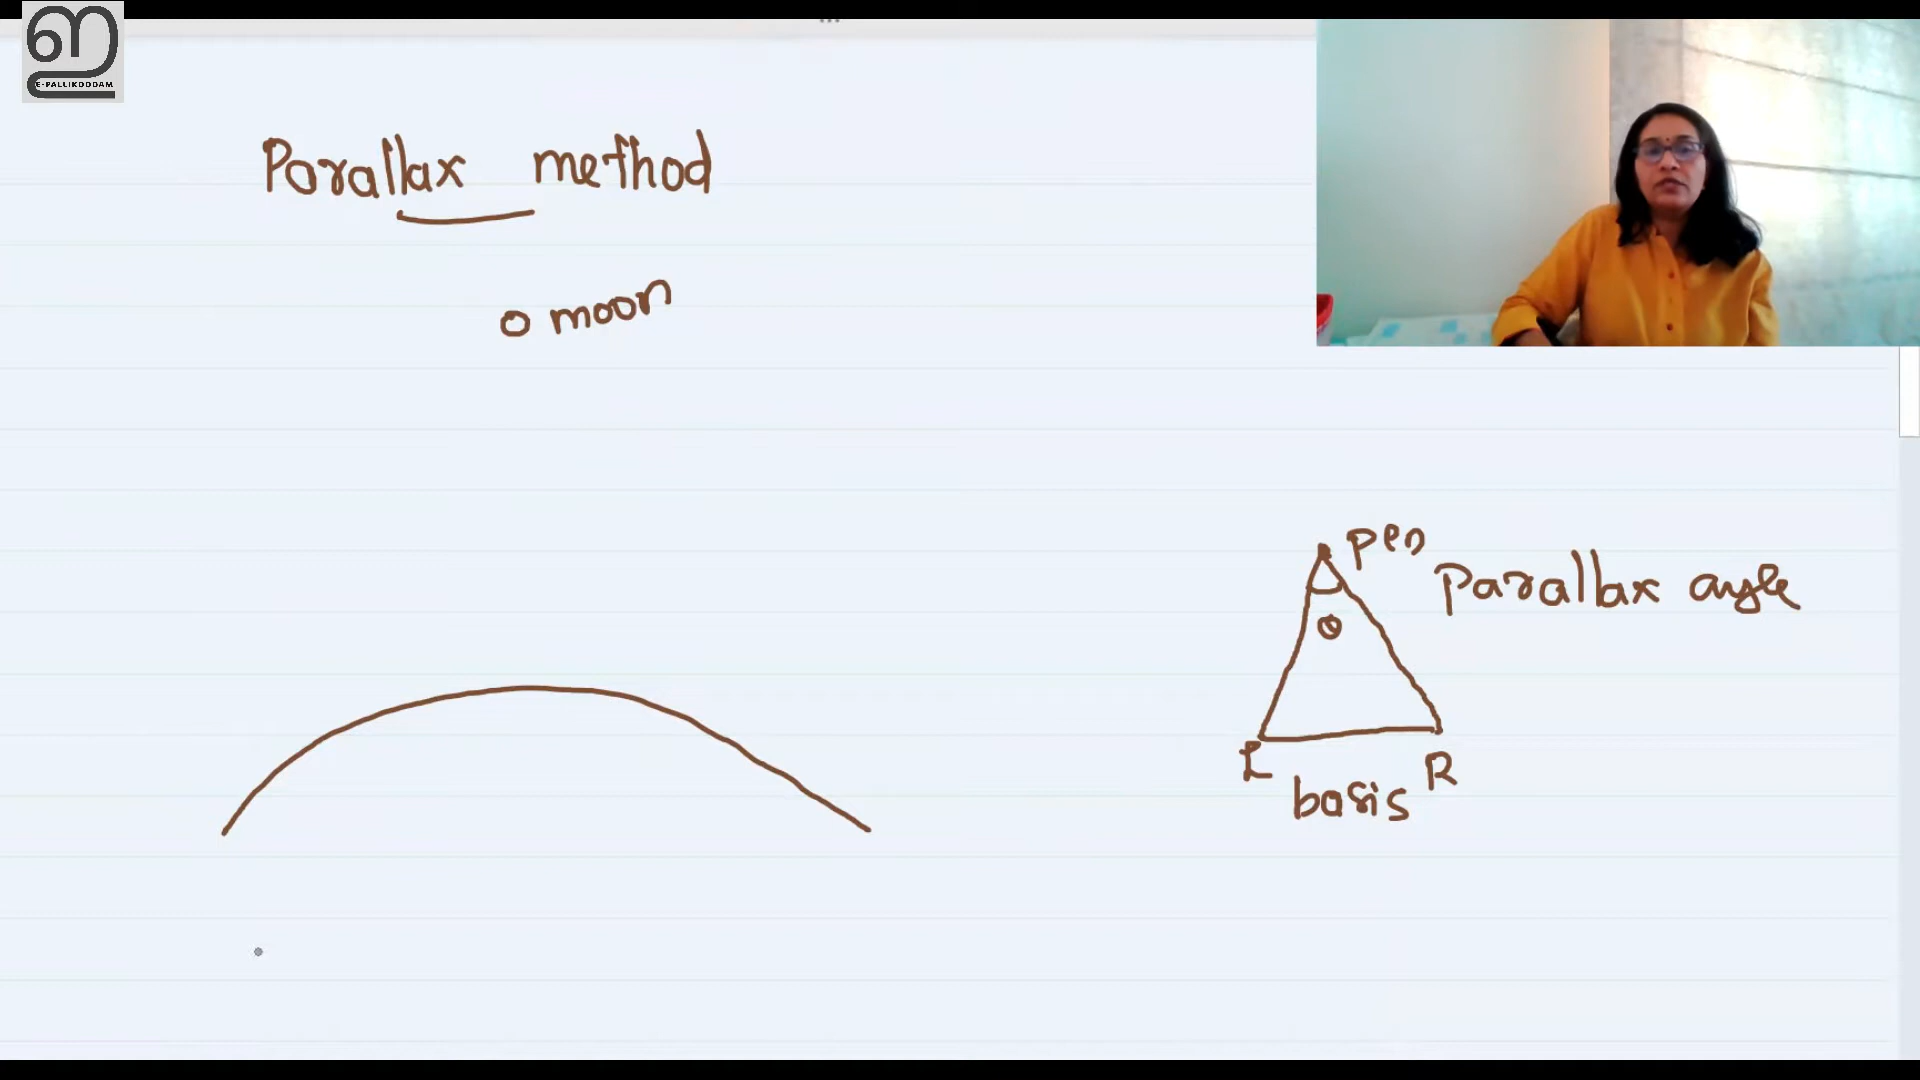 ഈ
E-PALLIKOODAM
Parallax method
moon
pen
Parallax angle
θ
L R
basis